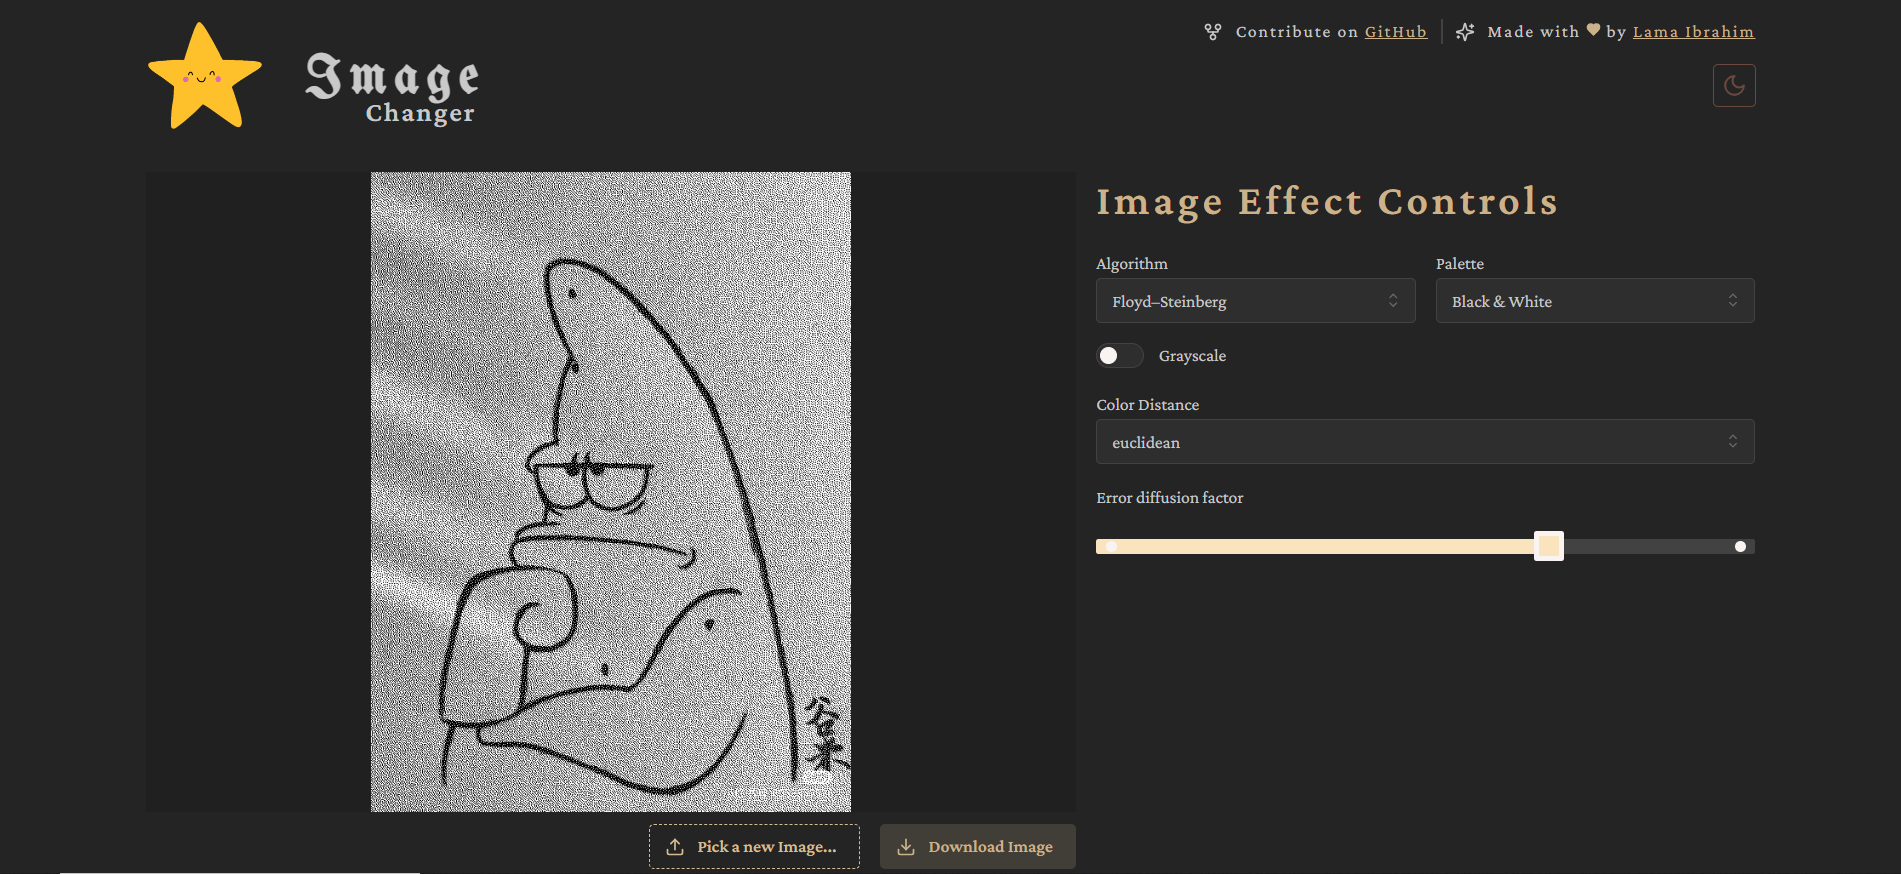 Contribute on GitHub
Made with by Lama Ibrahim
Image
Changer
Image Effect Controls
Algorithm
Palette
Floyd–Steinberg
Black & White
Grayscale
Color Distance
euclidean
Error diffusion factor
Pick a new Image...
Download Image